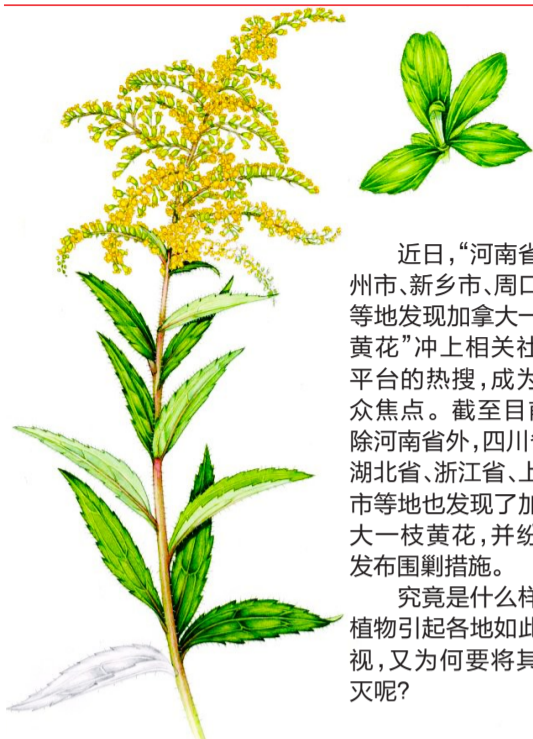 近日，“河南省
州市、新乡市、周口
等地发现加拿大一
黄花”冲上相关社
平台的热搜，成为
众焦点。截至目前
除河南省外，四川省
湖北省、浙江省、上
市等地也发现了加
大一枝黄花，并纷
发布围剿措施。
究竟是什么样
植物引起各地如此
视，又为何要将其
灭呢？